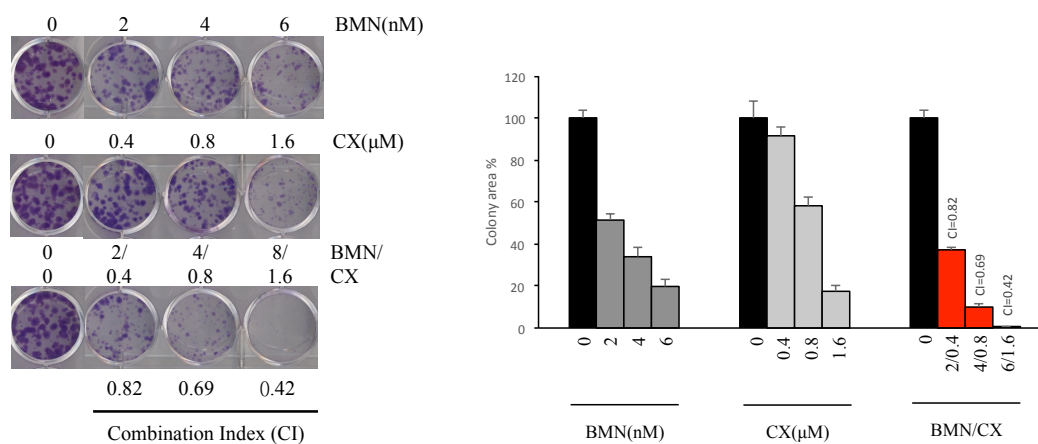 0 2 4 6 BMN(nM)
0 0.4 0.8 1.6 CX(μM)
0 2/ 4/ 8/ BMN/
0 0.4 0.8 1.6 CX
0.82 0.69 0.42
Combination Index (CI)
120
100
80
60
40
20
0
Colony area %
CI=0.82
CI=0.69
CI=0.42
0 2 4 6 0 0.4 0.8 1.6 0 2/0.4 4/0.8 6/1.6
BMN(nM) CX(μM) BMN/CX